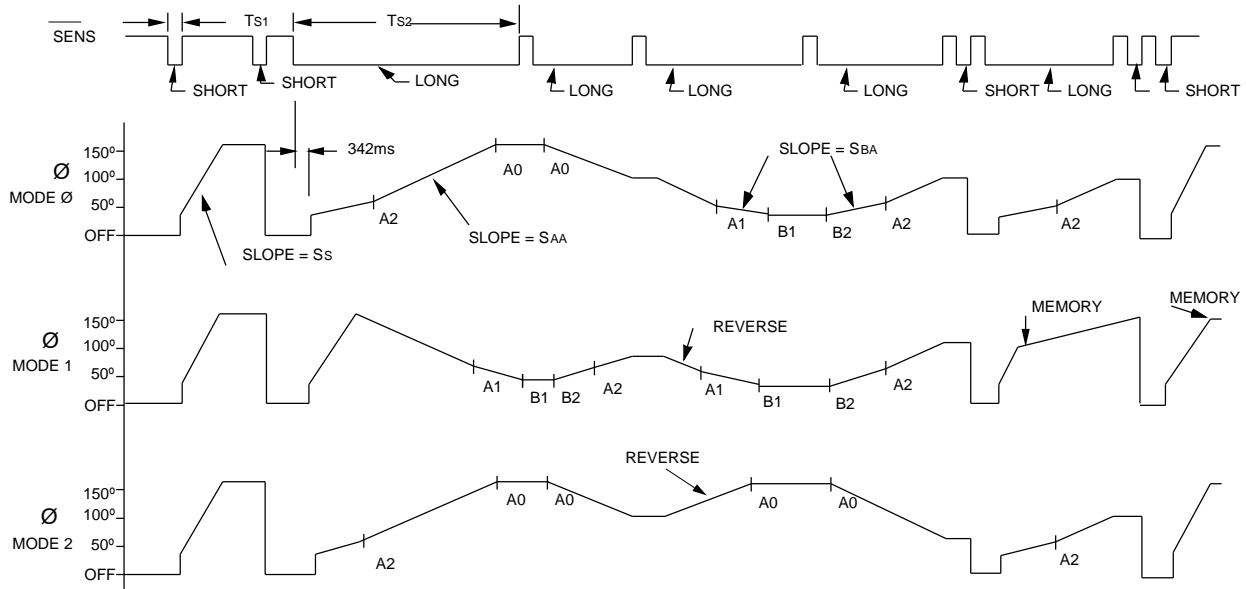 TS1
TS2
SENS
SHORT
SHORT
LONG
LONG
LONG
LONG
SHORT
LONG
SHORT
Ø
MODE Ø
150º
100º
50º
OFF
342ms
SLOPE = SS
A2
SLOPE = SAA
A0
A0
SLOPE = SBA
A1
B1
B2
A2
A2
Ø
MODE 1
150º
100º
50º
OFF
A1
B1
B2
A2
REVERSE
A1
B1
B2
A2
MEMORY
MEMORY
Ø
MODE 2
150º
100º
50º
OFF
A2
A0
A0
REVERSE
A0
A0
A2